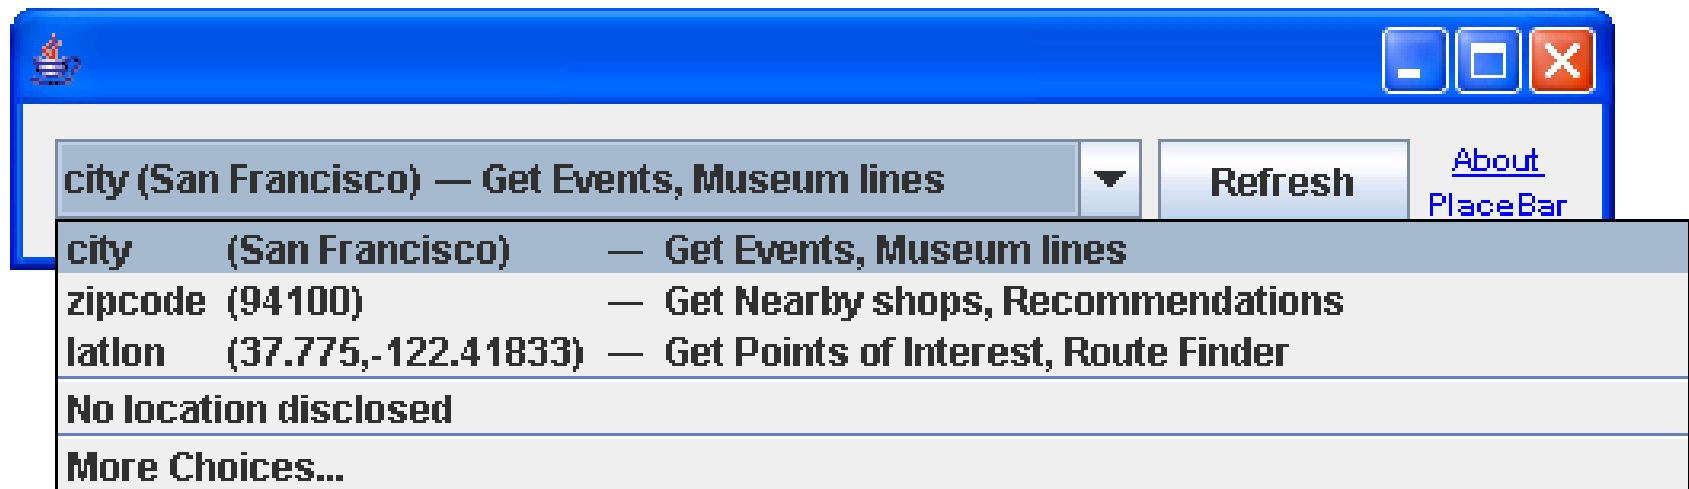 city (San Francisco) — Get Events, Museum lines
Refresh
About
PlaceBar
city (San Francisco) — Get Events, Museum lines
zipcode (94100) — Get Nearby shops, Recommendations
latlon (37.775,-122.41833) — Get Points of Interest, Route Finder
No location disclosed
More Choices...